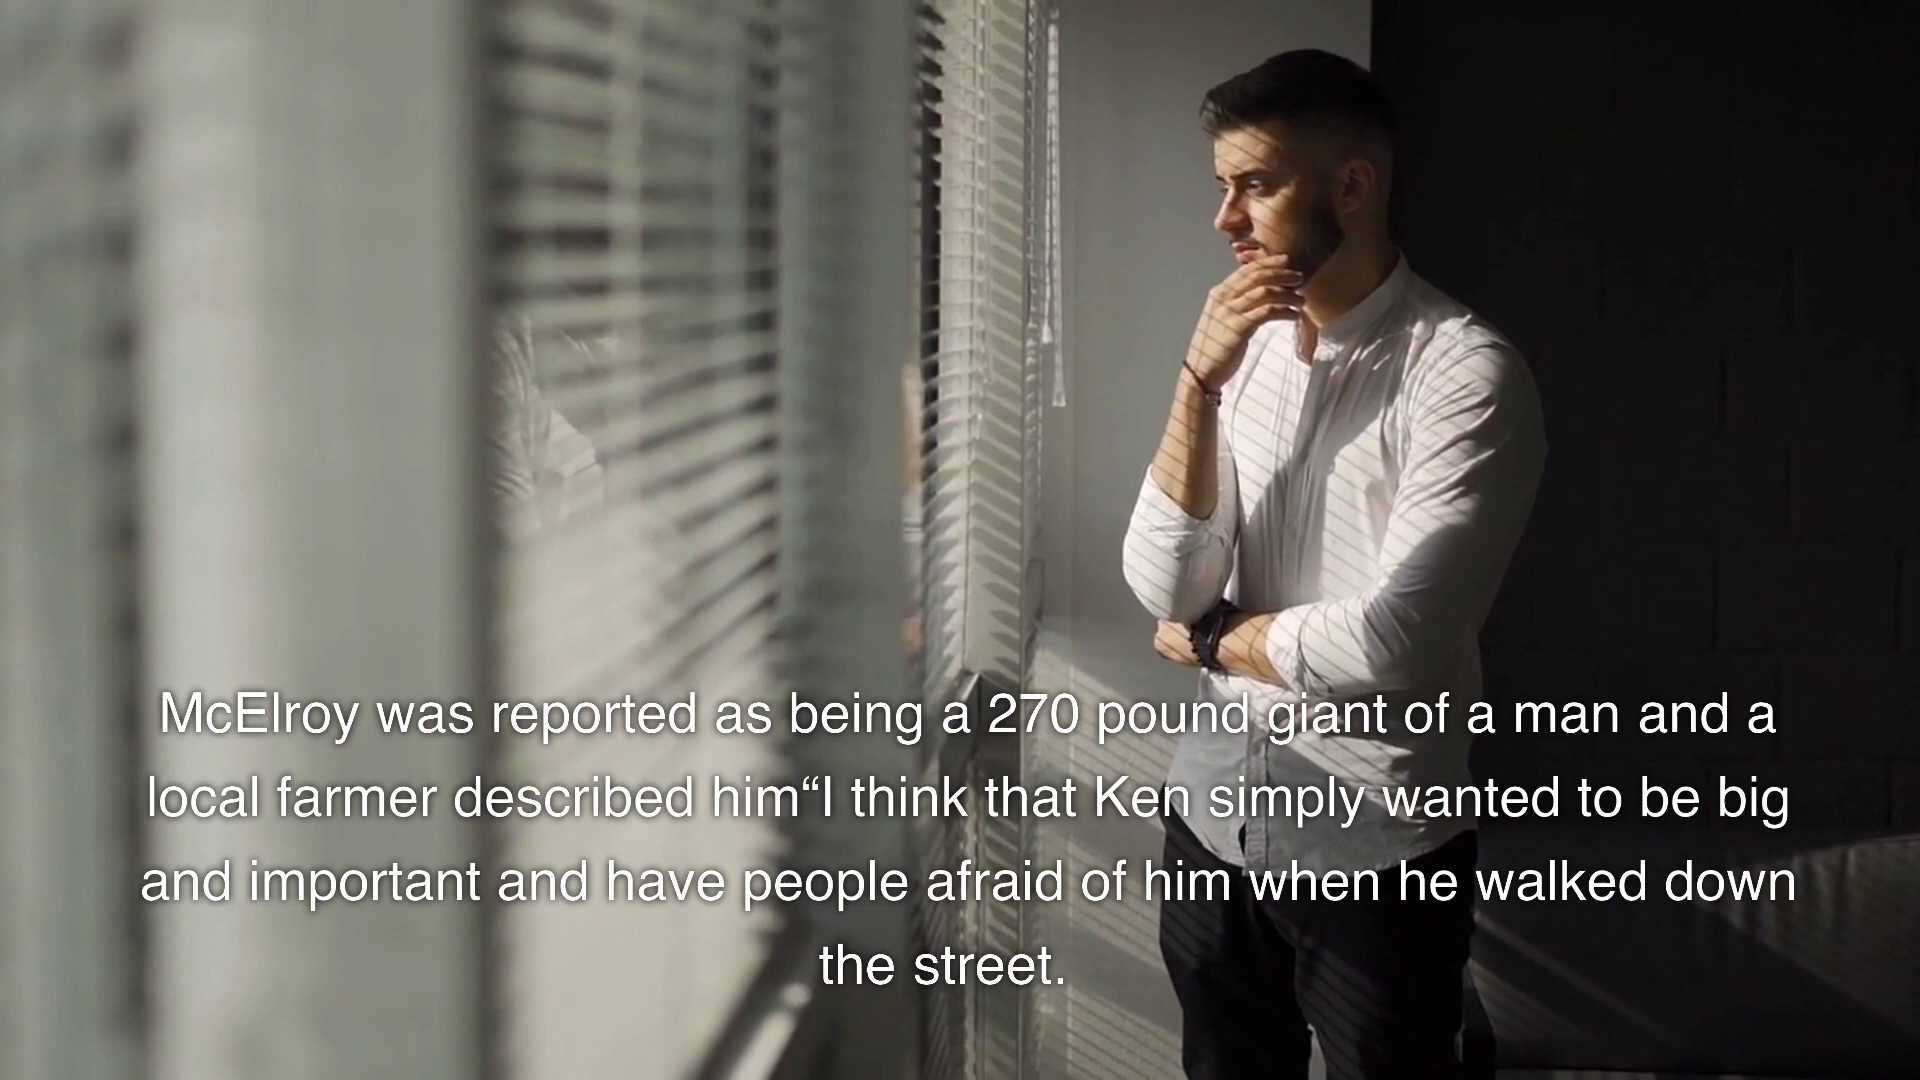 McElroy was reported as being a 270 pound giant of a man and a
local farmer described him“I think that Ken simply wanted to be big
and important and have people afraid of him when he walked down
the street.